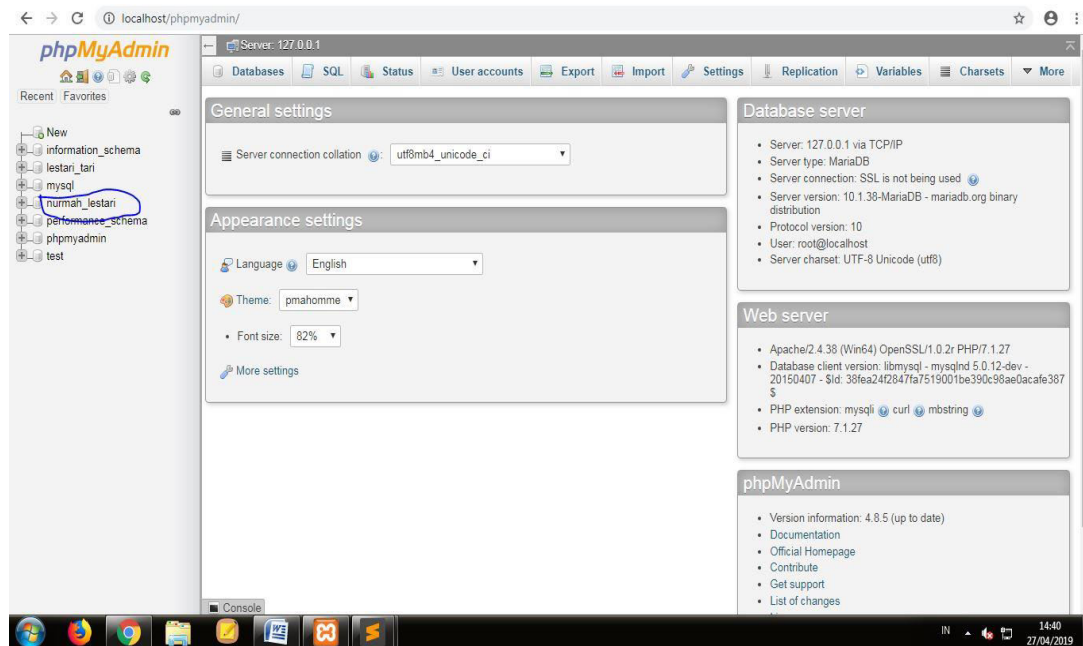 localhost/phpmyadmin/
phpMyAdmin
Recent Favorites
New
information_schema
lestari_tari
mysql
nurmah_lestari
performance_schema
phpmyadmin
test
Server: 127.0.0.1
Databases SQL Status User accounts Export Import Settings Replication Variables Charsets More
General settings
Server connection collation : utf8mb4_unicode_ci
Appearance settings
Language English
Theme: pmahomme
• Font size: 82%
More settings
Database server
• Server: 127.0.0.1 via TCP/IP
• Server type: MariaDB
• Server connection: SSL is not being used
• Server version: 10.1.38-MariaDB - mariadb.org binary
distribution
• Protocol version: 10
• User: root@localhost
• Server charset: UTF-8 Unicode (utf8)
Web server
• Apache/2.4.38 (Win64) OpenSSL/1.0.2r PHP/7.1.27
• Database client version: libmysql - mysqlnd 5.0.12-dev -
20150407 - $Id: 38fea24f2847fa7519001be390c98ae0acafe387
$
• PHP extension: mysqli curl mbstring
• PHP version: 7.1.27
phpMyAdmin
• Version information: 4.8.5 (up to date)
• Documentation
• Official Homepage
• Contribute
• Get support
• List of changes
Console
IN
14:40
27/04/2019